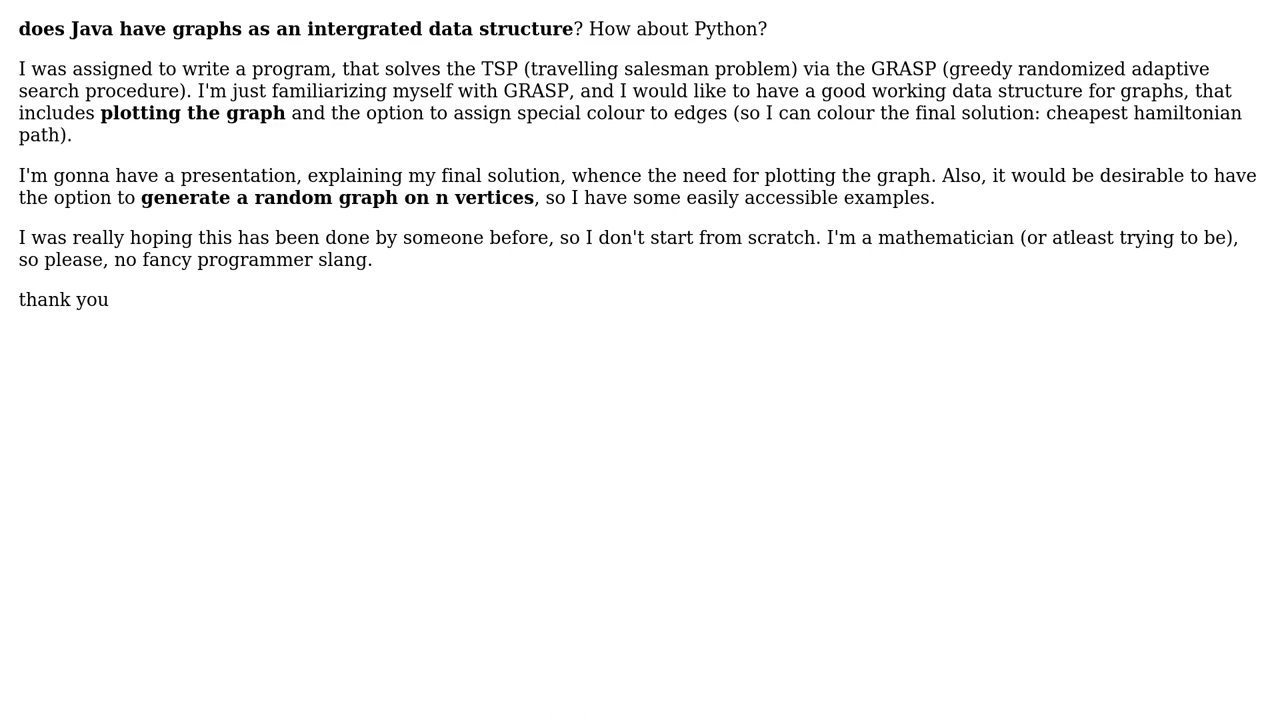 does Java have graphs as an intergrated data structure? How about Python?
I was assigned to write a program, that solves the TSP (travelling salesman problem) via the GRASP (greedy randomized adaptive
search procedure). I'm just familiarizing myself with GRASP, and I would like to have a good working data structure for graphs, that
includes plotting the graph and the option to assign special colour to edges (so I can colour the final solution: cheapest hamiltonian
path).
I'm gonna have a presentation, explaining my final solution, whence the need for plotting the graph. Also, it would be desirable to have
the option to generate a random graph on n vertices, so I have some easily accessible examples.
I was really hoping this has been done by someone before, so I don't start from scratch. I'm a mathematician (or atleast trying to be),
so please, no fancy programmer slang.
thank you